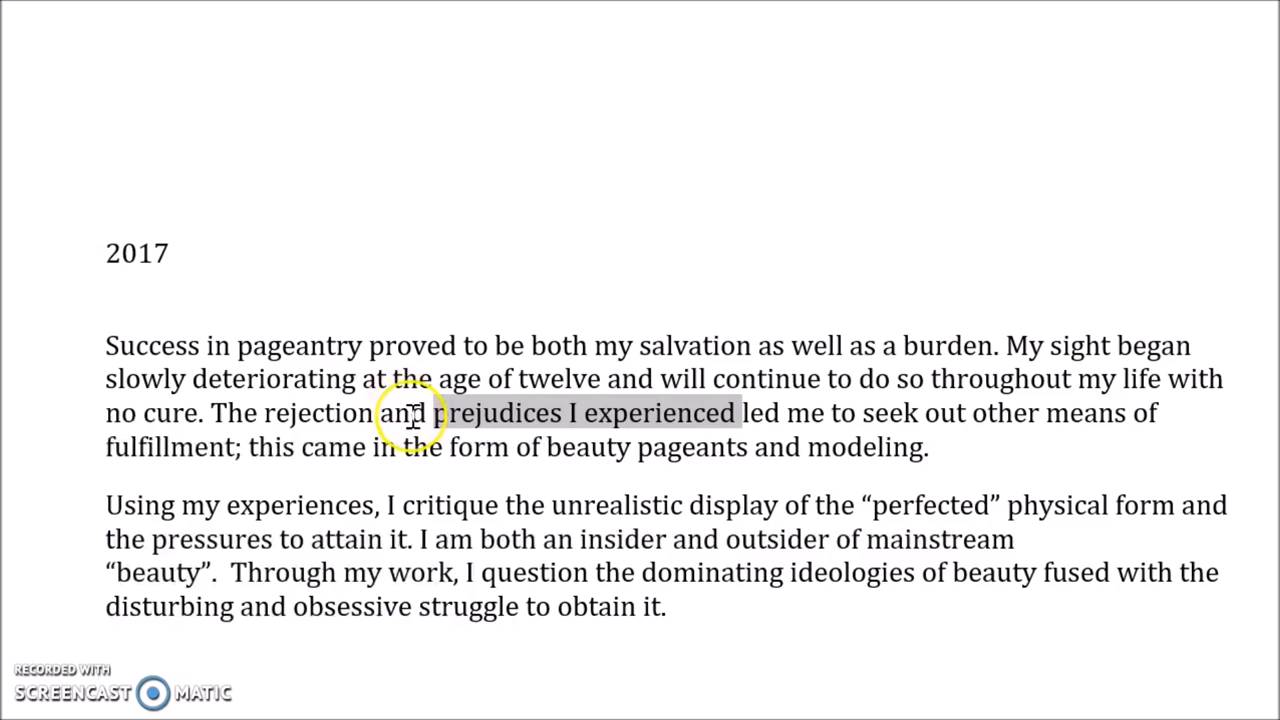 2017
Success in pageantry proved to be both my salvation as well as a burden. My sight began
slowly deteriorating at the age of twelve and will continue to do so throughout my life with
no cure. The rejection and prejudices I experienced led me to seek out other means of
fulfillment; this came in the form of beauty pageants and modeling.
Using my experiences, I critique the unrealistic display of the “perfected” physical form and
the pressures to attain it. I am both an insider and outsider of mainstream
“beauty”.  Through my work, I question the dominating ideologies of beauty fused with the
disturbing and obsessive struggle to obtain it.
RECORDED WITH
SCREENCAST MATIC